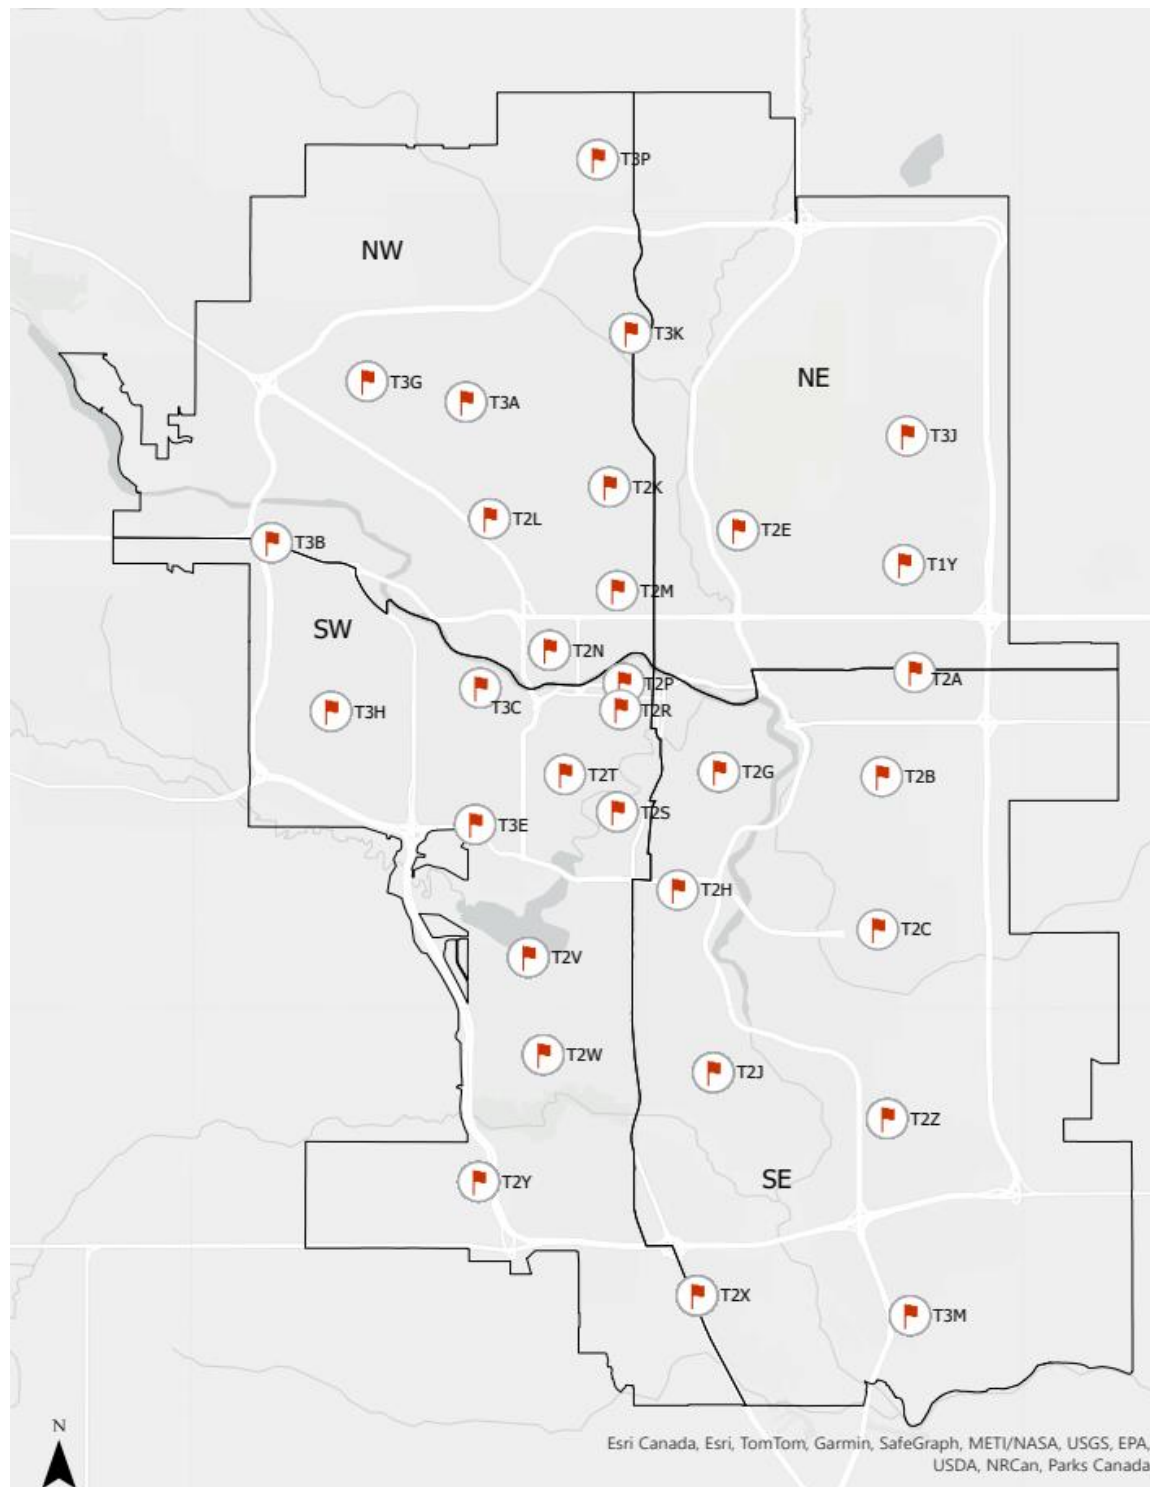 T3P
NW
T3K
NE
T3G
T3A
T3J
T2K
T2L
T2E
T3B
T1Y
T2M
SW
T2N
T2A
T2P
T3C
T2R
T3H
T2T
T2G
T2B
T2S
T3E
T2H
T2C
T2V
T2W
T2J
T2Z
SE
T2Y
T2X
T3M
N
Esri Canada, Esri, TomTom, Garmin, SafeGraph, METI/NASA, USGS, EPA,
USDA, NRCan, Parks Canada